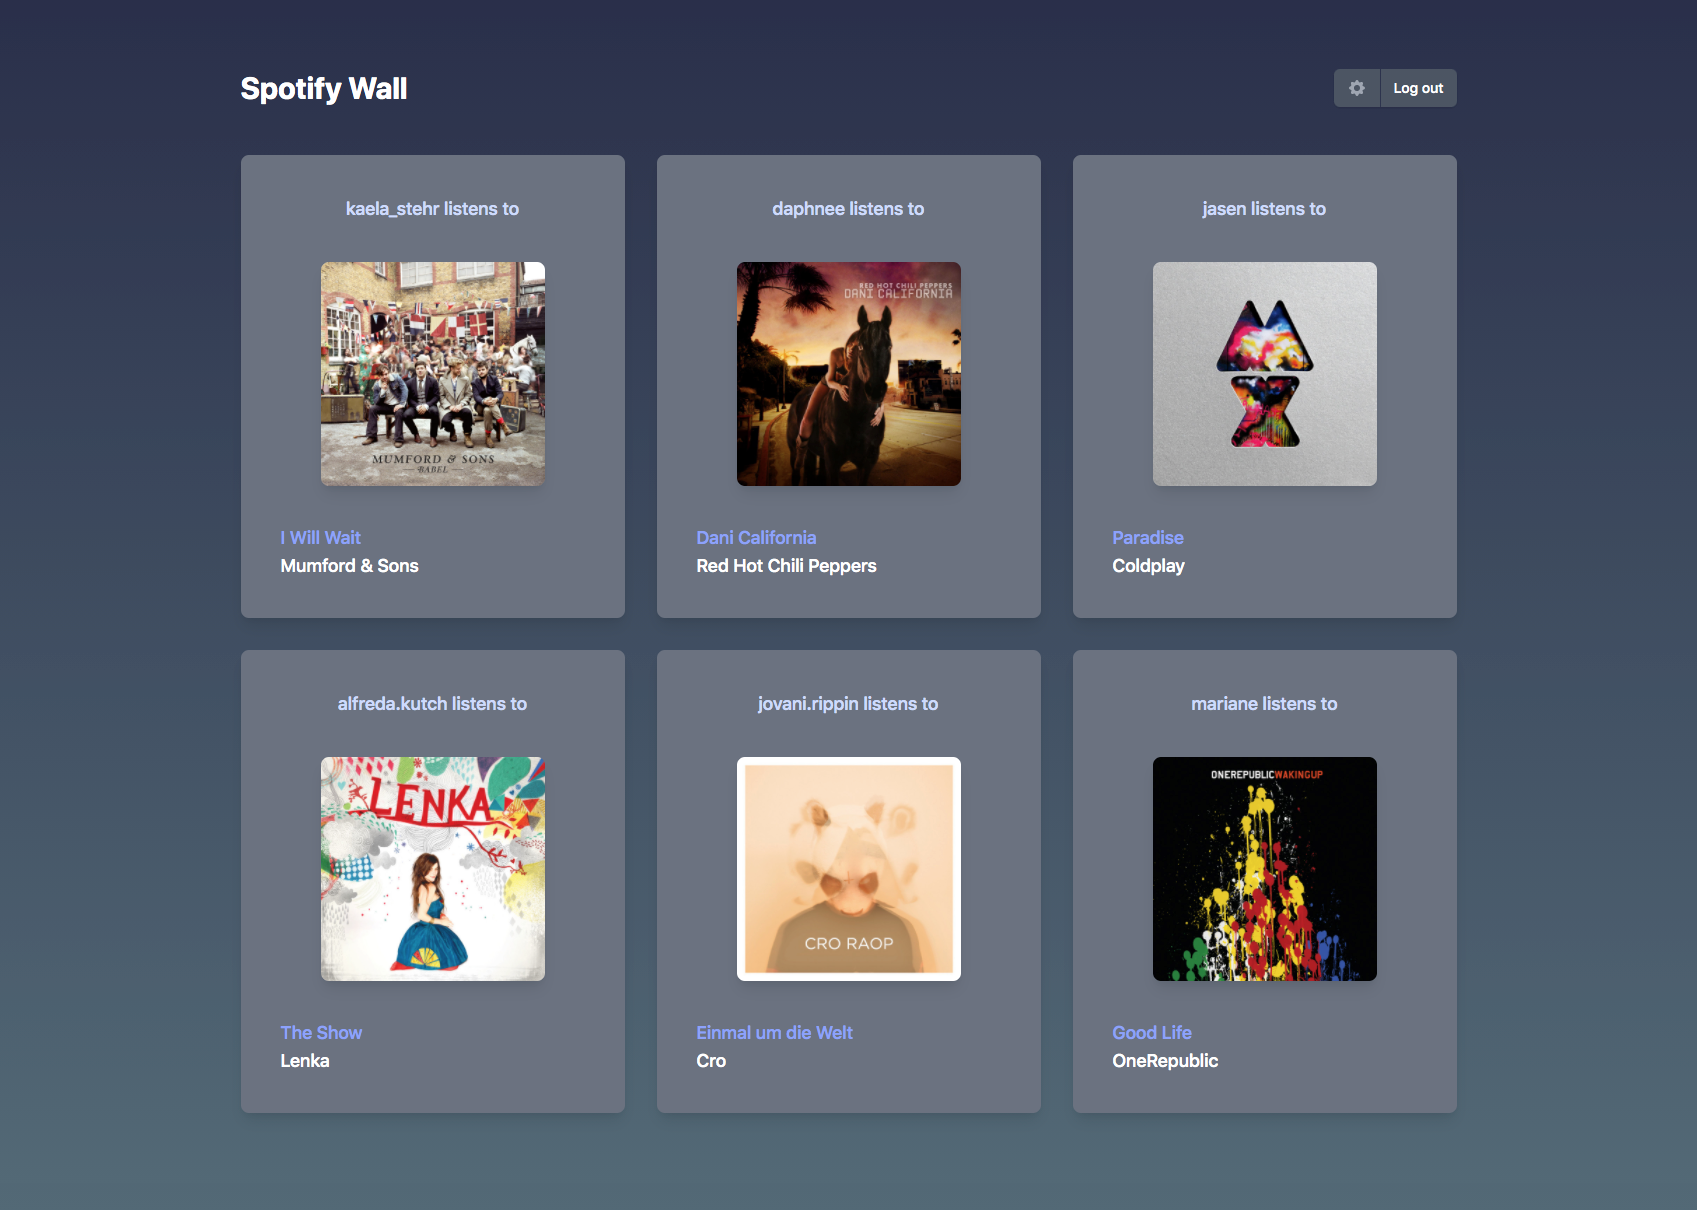 Spotify Wall
Log out
kaela_stehr listens to
MUMFORD & SONS
BABEL
I Will Wait
Mumford & Sons
daphnee listens to
RED HOT CHILI PEPPERS
DANI CALIFORNIA
Dani California
Red Hot Chili Peppers
jasen listens to
Paradise
Coldplay
alfreda.kutch listens to
LENKA
The Show
Lenka
jovani.rippin listens to
CRO RAOP
Einmal um die Welt
Cro
mariane listens to
ONEREPUBLICWAKINGUP
Good Life
OneRepublic